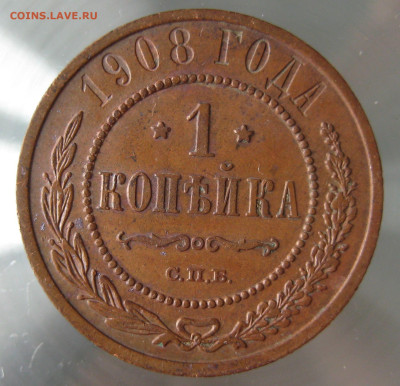 COINS.LAVE.RU
1908 ГОДА
1
КОПѢЙКА
С.П.Б.